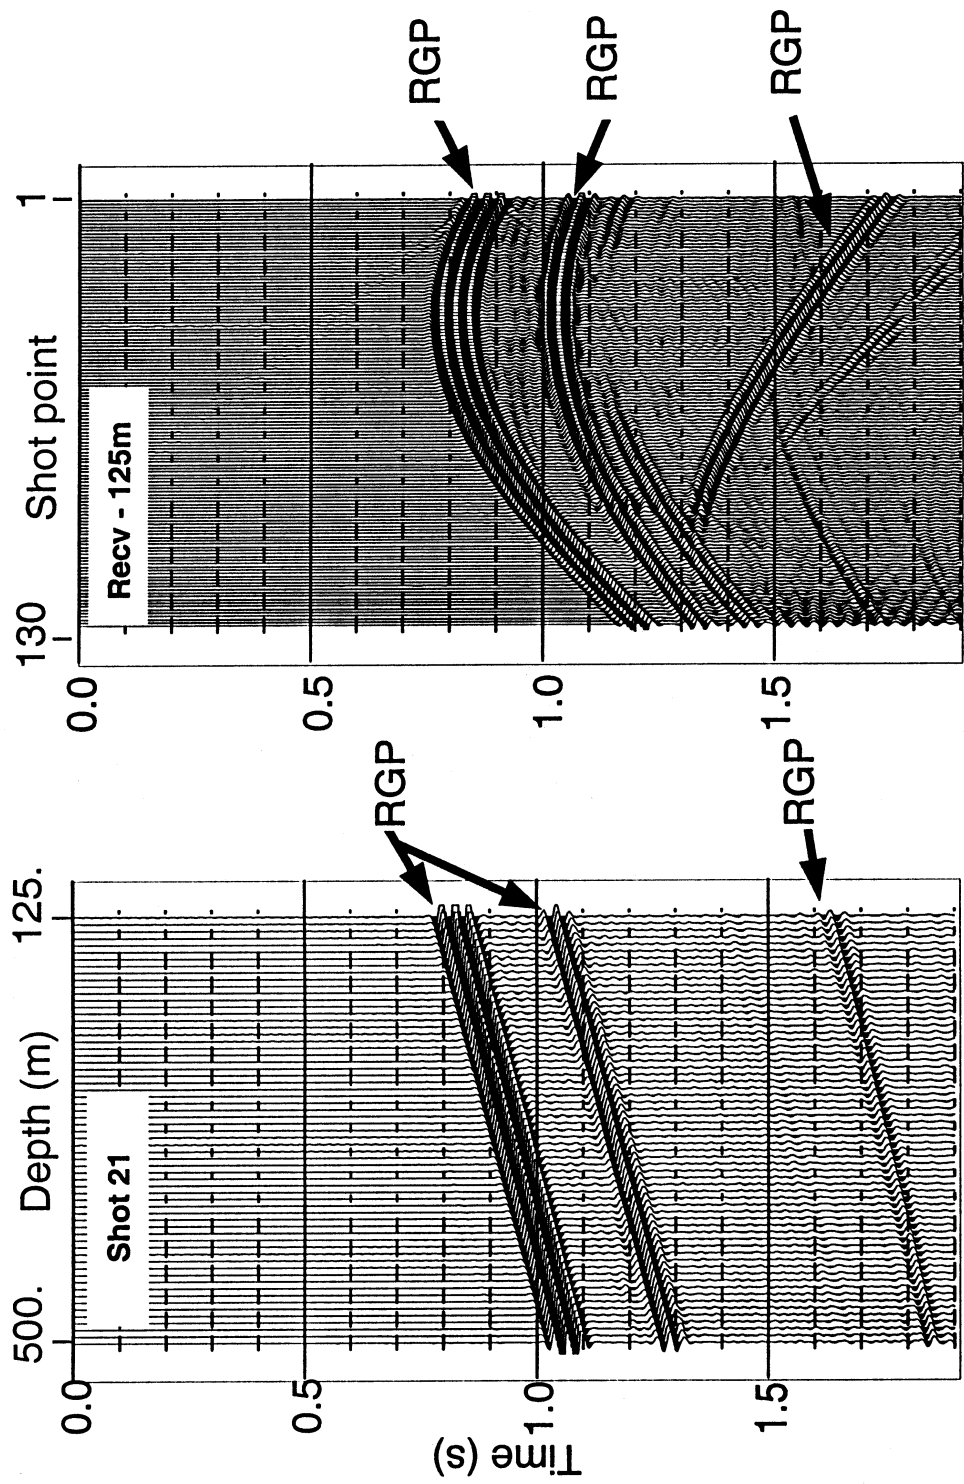 500.
Depth (m)
125.
Shot 21
0.0
0.5
1.0
1.5
Time (s)
RGP
RGP
130
Shot point
1
Recv - 125m
0.0
0.5
1.0
1.5
RGP
RGP
RGP